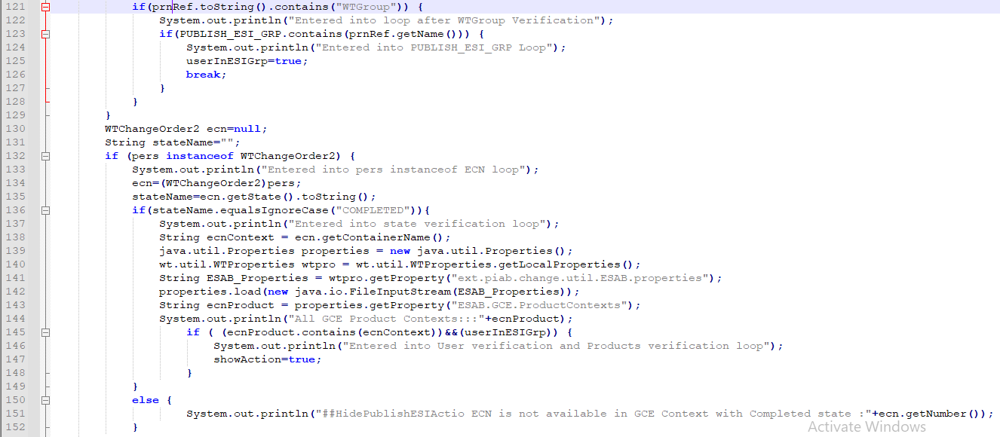 121 if(prnRef.toString().contains("WTGroup")) {
122 System.out.println("Entered into loop after WTGroup Verification");
123 if(PUBLISH_ESI_GRP.contains(prnRef.getName())) {
124 System.out.println("Entered into PUBLISH_ESI_GRP Loop");
125 userInESIGrp=true;
126 break;
127 }
128 }
129 }
130 WTChangeOrder2 ecn=null;
131 String stateName="";
132 if (pers instanceof WTChangeOrder2) {
133 System.out.println("Entered into pers instanceof ECN loop");
134 ecn=(WTChangeOrder2)pers;
135 stateName=ecn.getState().toString();
136 if(stateName.equalsIgnoreCase("COMPLETED")){
137 System.out.println("Entered into state verification loop");
138 String ecnContext = ecn.getContainerName();
139 java.util.Properties properties = new java.util.Properties();
140 wt.util.WTProperties wtpro = wt.util.WTProperties.getLocalProperties();
141 String ESAB_Properties = wtpro.getProperty("ext.piab.change.util.ESAB.properties");
142 properties.load(new java.io.FileInputStream(ESAB_Properties));
143 String ecnProduct = properties.getProperty("ESAB.GCE.ProductContexts");
144 System.out.println("All GCE Product Contexts:::"+ecnProduct);
145 if ( (ecnProduct.contains(ecnContext))&&(userInESIGrp)) {
146 System.out.println("Entered into User verification and Products verification loop");
147 showAction=true;
148 }
149 }
150 else {
151 System.out.println("##HidePublishESIActio ECN is not available in GCE Context with Completed state :"+ecn.getNumber());
152 }
Activate Windows